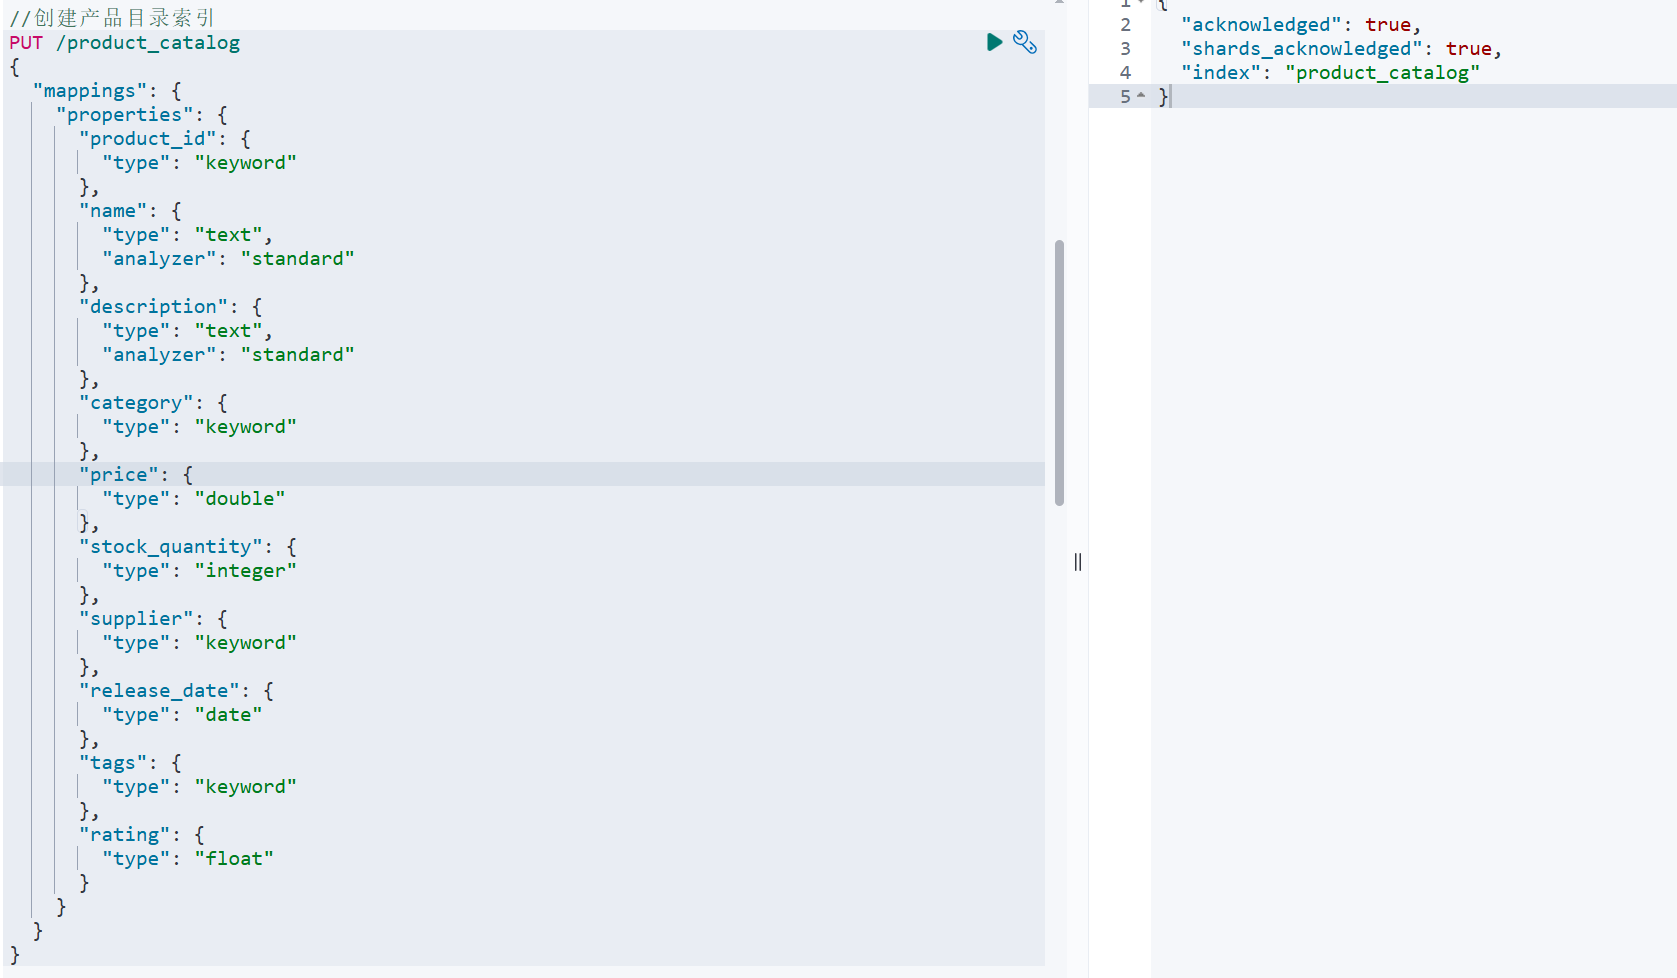 //创建产品目录索引
PUT /product_catalog
{
  "mappings": {
    "properties": {
      "product_id": {
        "type": "keyword"
      },
      "name": {
        "type": "text",
        "analyzer": "standard"
      },
      "description": {
        "type": "text",
        "analyzer": "standard"
      },
      "category": {
        "type": "keyword"
      },
      "price": {
        "type": "double"
      },
      "stock_quantity": {
        "type": "integer"
      },
      "supplier": {
        "type": "keyword"
      },
      "release_date": {
        "type": "date"
      },
      "tags": {
        "type": "keyword"
      },
      "rating": {
        "type": "float"
      }
    }
  }
}
1 {
2   "acknowledged": true,
3   "shards_acknowledged": true,
4   "index": "product_catalog"
5 }